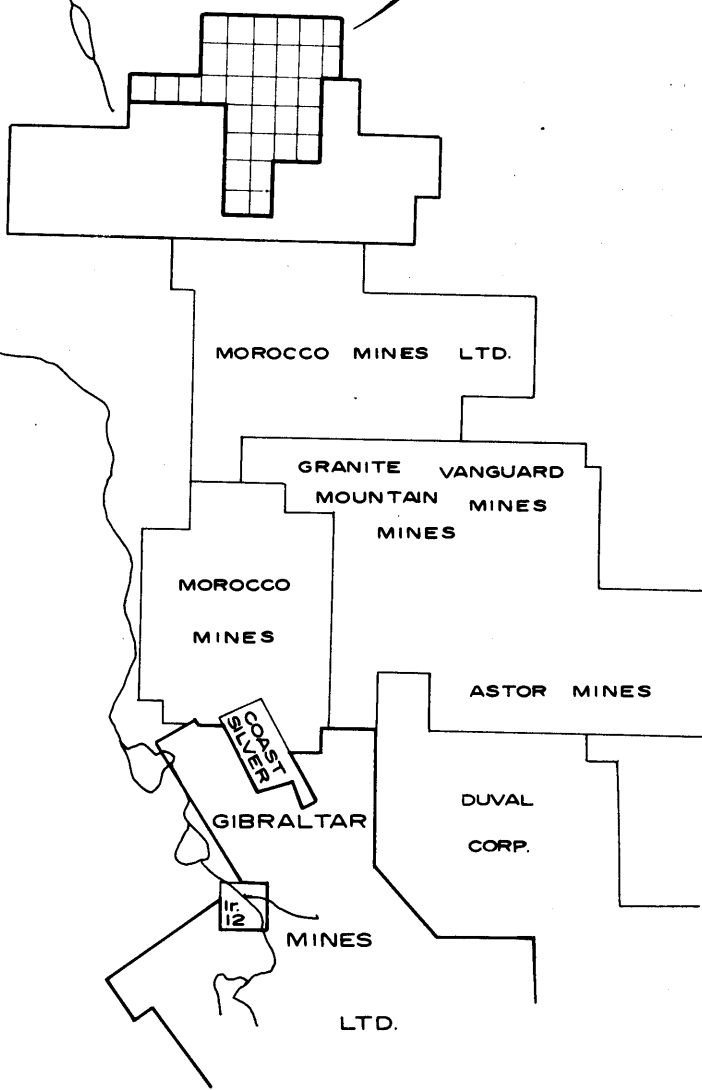 MOROCCO MINES LTD.
GRANITE
MOUNTAIN
MINES
VANGUARD
MINES
MOROCCO
MINES
ASTOR MINES
COAST
SILVER
DUVAL
CORP.
GIBRALTAR
Ir.
12
MINES
LTD.